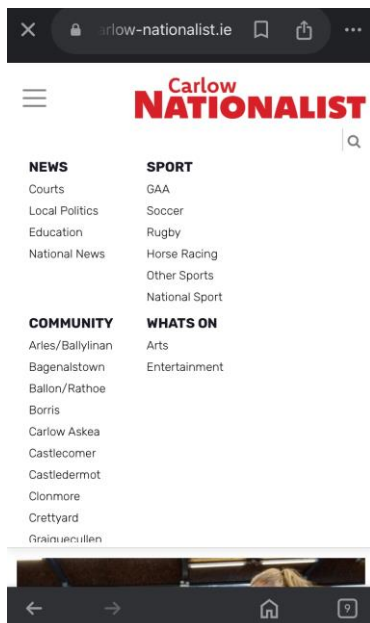 arlow-nationalist.ie
Carlow
NATIONALIST
NEWS
Courts
Local Politics
Education
National News
SPORT
GAA
Soccer
Rugby
Horse Racing
Other Sports
National Sport
COMMUNITY
Arles/Ballylinan
Bagenalstown
Ballon/Rathoe
Borris
Carlow Askea
Castlecomer
Castledermot
Clonmore
Crettyard
Graiguecullen
WHATS ON
Arts
Entertainment
9